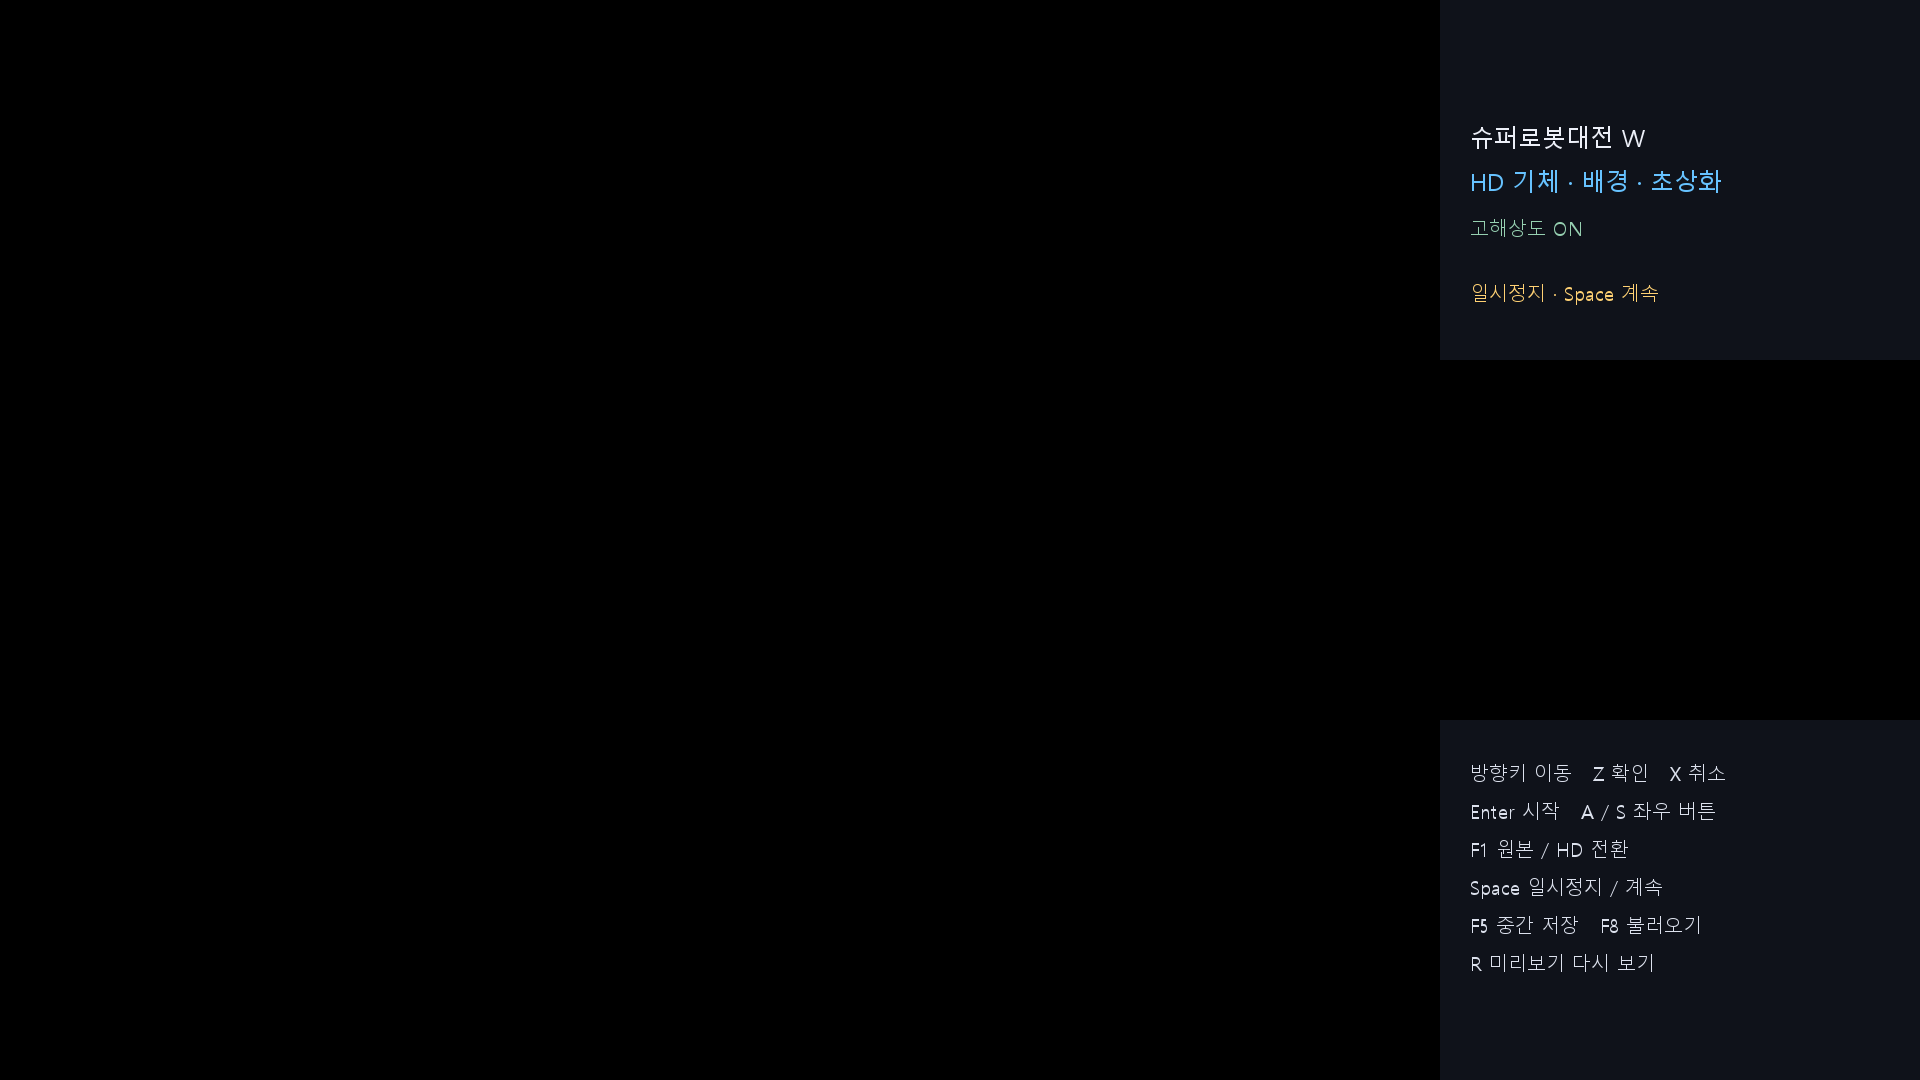 슈퍼로봇대전 W
HD 기체 · 배경 · 초상화
고해상도 ON
일시정지 · Space 계속
방향키 이동 Z 확인 X 취소
Enter 시작 A / S 좌우 버튼
F1 원본 / HD 전환
Space 일시정지 / 계속
F5 중간 저장 F8 불러오기
R 미리보기 다시 보기